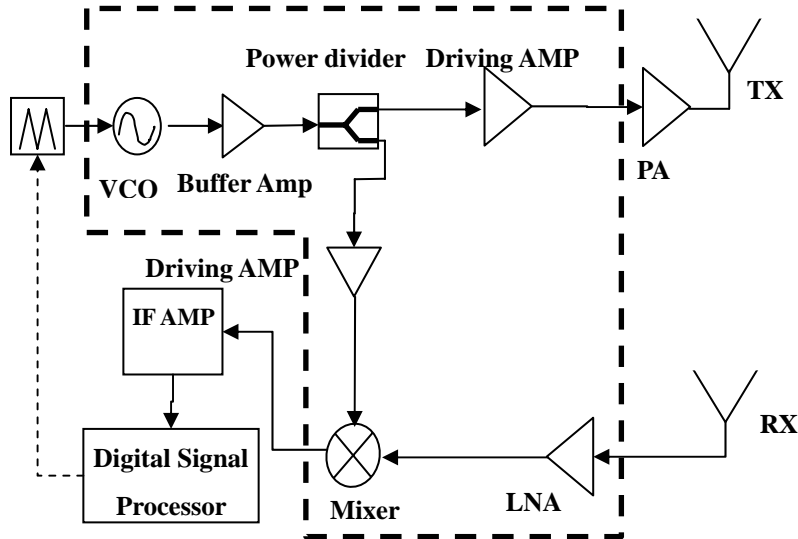 Power divider
Driving AMP
TX
VCO
Buffer Amp
PA
Driving AMP
IF AMP
RX
Digital Signal
Processor
Mixer
LNA